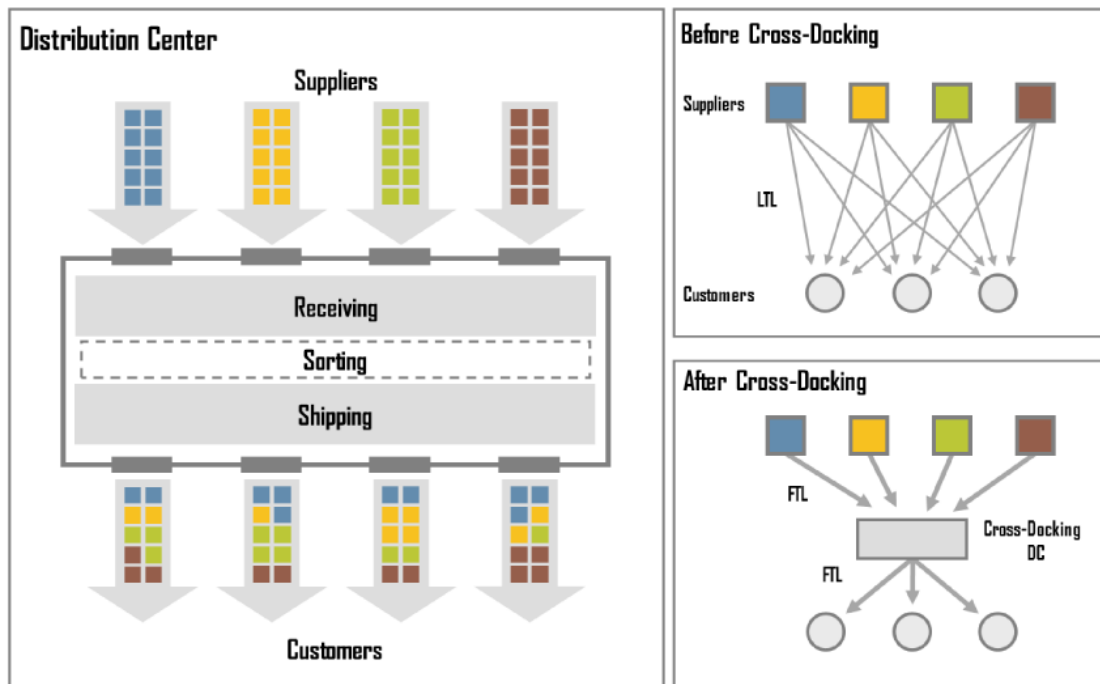 Distribution Center
Suppliers
Receiving
Sorting
Shipping
Customers
Before Cross-Docking
Suppliers
LTL
Customers
After Cross-Docking
FTL
Cross-Docking
DC
FTL